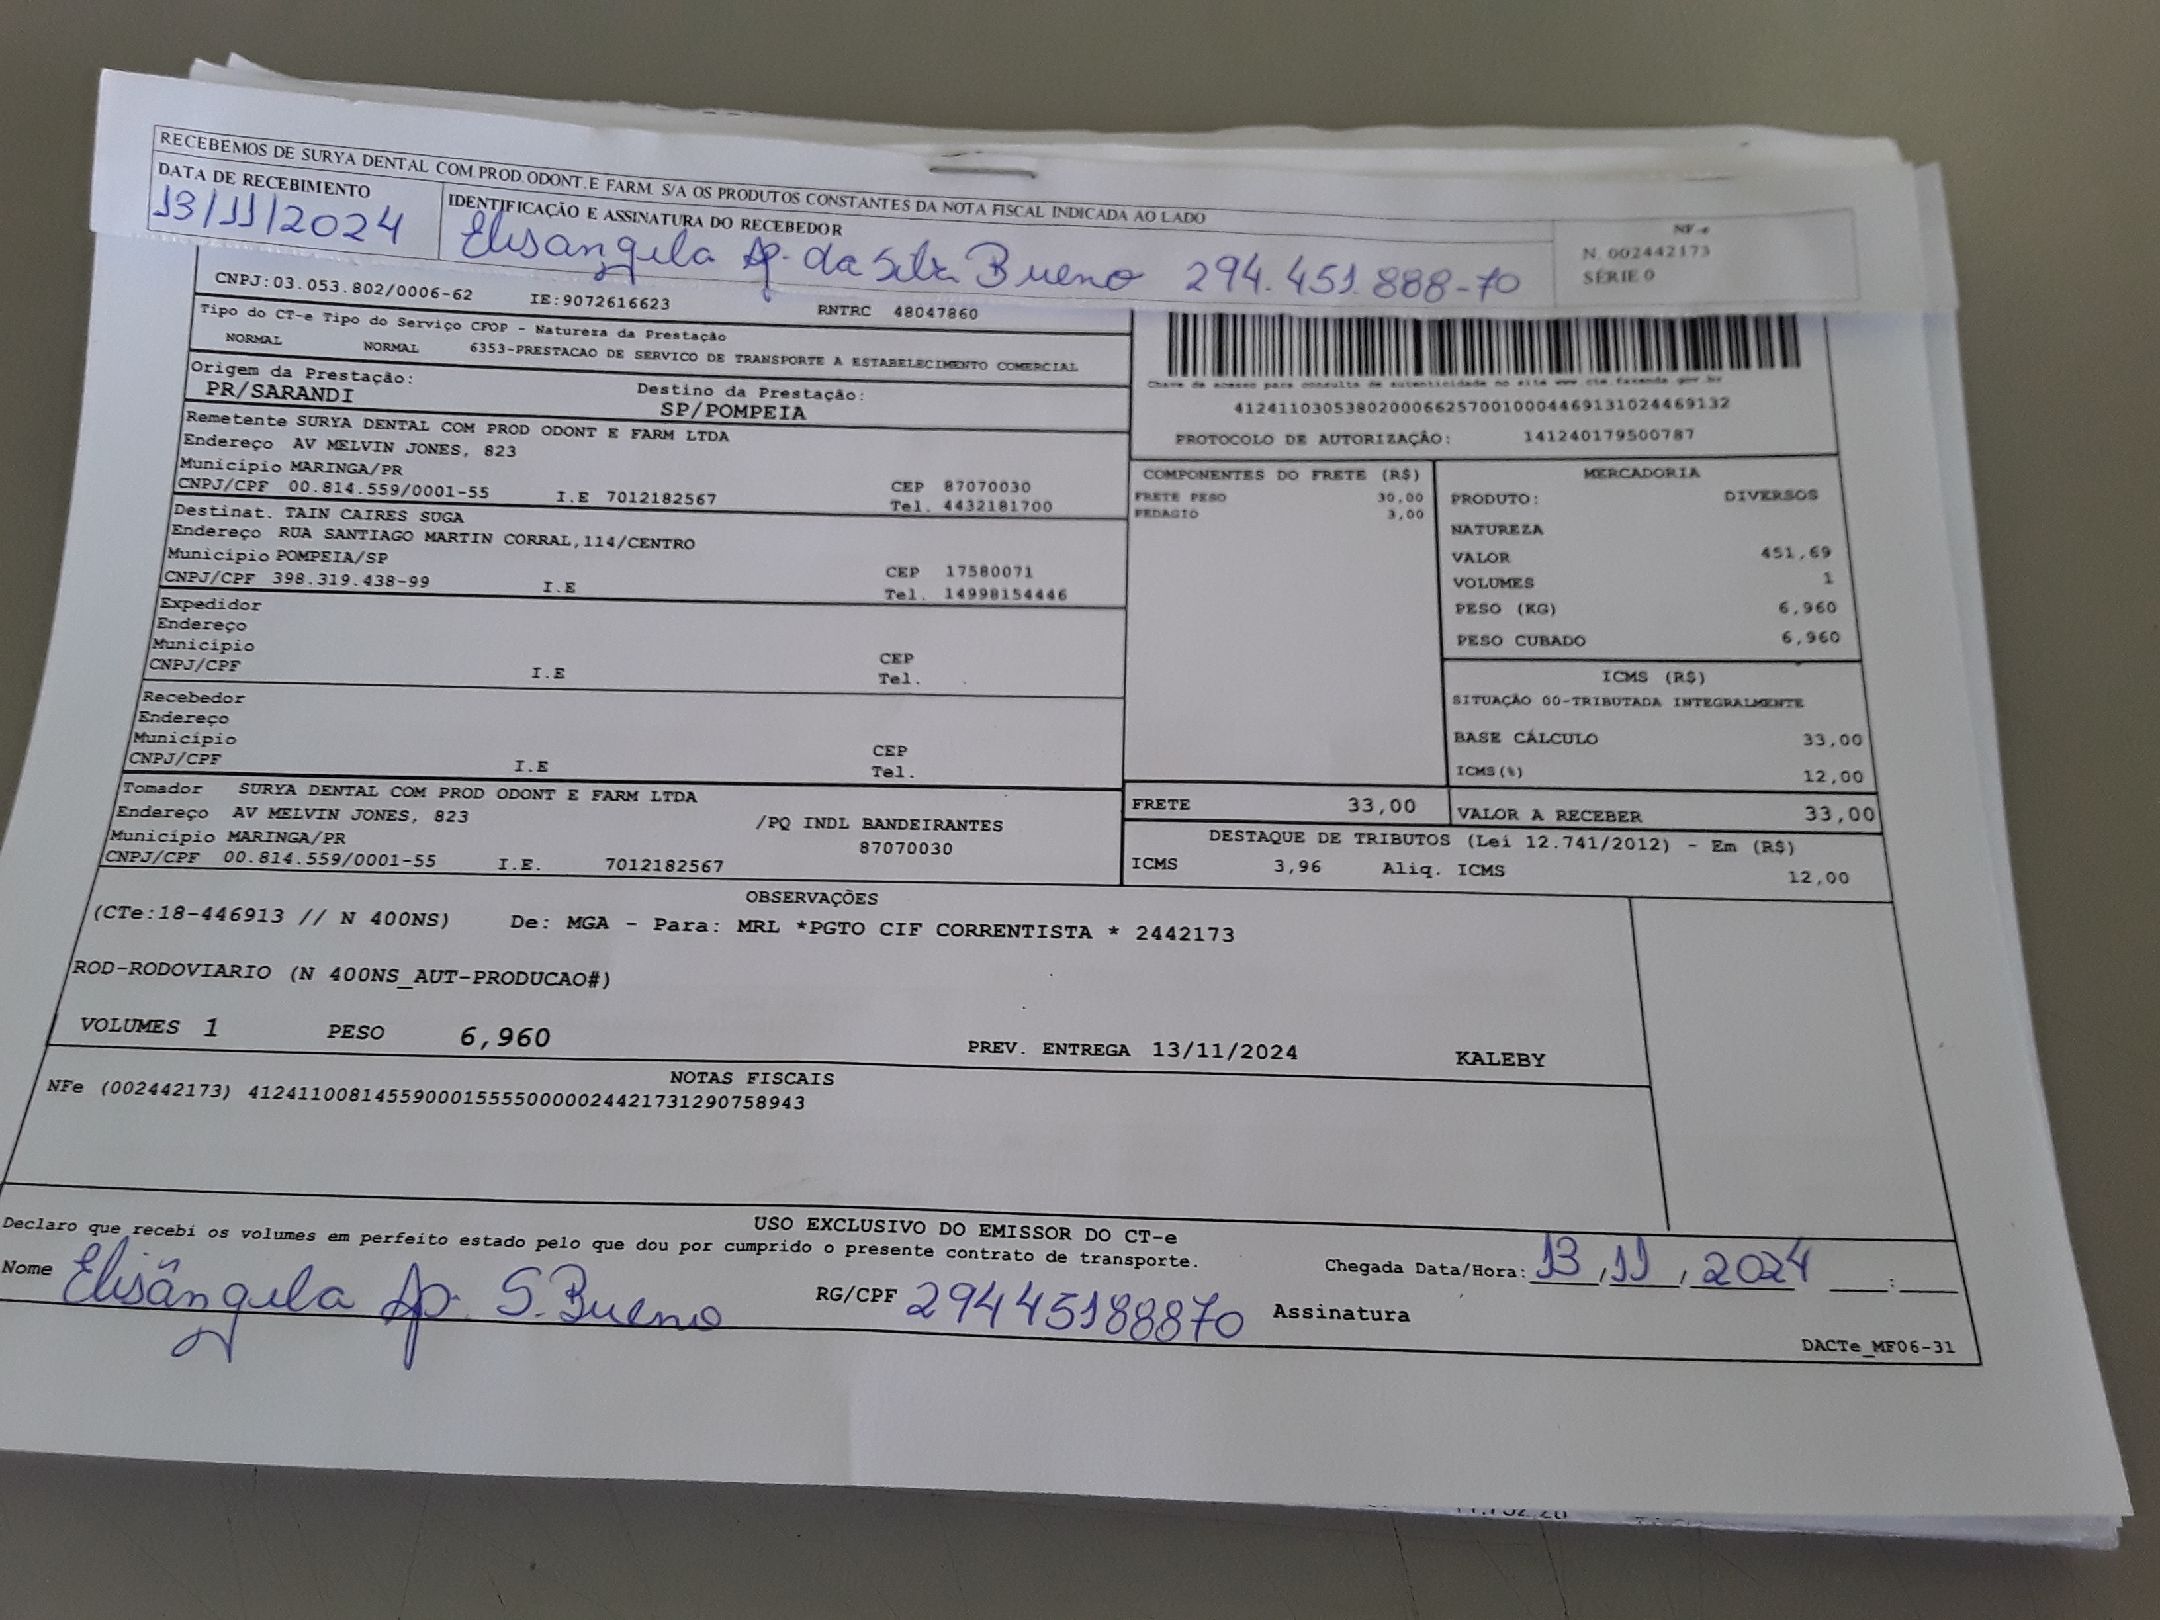 RECEBEMOS DE SURYA DENTAL COM.PROD.ODONT.E FARM. S/A OS PRODUTOS CONSTANTES DA NOTA FISCAL INDICADA AO LADO
DATA DE RECEBIMENTO IDENTIFICAÇÃO E ASSINATURA DO RECEBEDOR
13/11/2024 Elisangela Ap. da Silva Bueno 294.451.888-70
NF-e
N. 002442173
SÉRIE 0
CNPJ:03.053.802/0006-62 IE:9072616623 RNTRC 48047860
Tipo do CT-e Tipo do Serviço CFOP - Natureza da Prestação
NORMAL NORMAL 6353-PRESTACAO DE SERVICO DE TRANSPORTE A ESTABELECIMENTO COMERCIAL
Origem da Prestação: Destino da Prestação:
PR/SARANDI SP/POMPEIA
Remetente SURYA DENTAL COM PROD ODONT E FARM LTDA
Endereço AV MELVIN JONES, 823
Município MARINGA/PR CEP 87070030
CNPJ/CPF 00.814.559/0001-55 I.E 7012182567 Tel. 4432181700
Destinat. TAIN CAIRES SUGA
Endereço RUA SANTIAGO MARTIN CORRAL,114/CENTRO
Município POMPEIA/SP CEP 17580071
CNPJ/CPF 398.319.438-99 I.E Tel. 14998154446
Expedidor
Endereço
Município CEP
CNPJ/CPF I.E Tel.
Recebedor
Endereço
Município CEP
CNPJ/CPF I.E Tel.
Tomador SURYA DENTAL COM PROD ODONT E FARM LTDA
Endereço AV MELVIN JONES, 823 /PQ INDL BANDEIRANTES
Município MARINGA/PR 87070030
CNPJ/CPF 00.814.559/0001-55 I.E. 7012182567
Chave de acesso para consulta de autenticidade no site www.cte.fazenda.gov.br
41241103053802000662570010004469131024469132
PROTOCOLO DE AUTORIZAÇÃO: 141240179500787
COMPONENTES DO FRETE (R$)
FRETE PESO 30,00
PEDAGIO 3,00
MERCADORIA
PRODUTO: DIVERSOS
NATUREZA
VALOR 451,69
VOLUMES 1
PESO (KG) 6,960
PESO CUBADO 6,960
ICMS (R$)
SITUAÇÃO 00-TRIBUTADA INTEGRALMENTE
BASE CÁLCULO 33,00
ICMS(%) 12,00
FRETE 33,00 VALOR A RECEBER 33,00
DESTAQUE DE TRIBUTOS (Lei 12.741/2012) - Em (R$)
ICMS 3,96 Aliq. ICMS 12,00
OBSERVAÇÕES
(CTe:18-446913 // N 400NS) De: MGA - Para: MRL *PGTO CIF CORRENTISTA * 2442173
ROD-RODOVIARIO (N 400NS_AUT-PRODUCAO#)
VOLUMES 1 PESO 6,960 PREV. ENTREGA 13/11/2024 KALEBY
NOTAS FISCAIS
NFe (002442173) 41241100814559000155550000024421731290758943
USO EXCLUSIVO DO EMISSOR DO CT-e
Declaro que recebi os volumes em perfeito estado pelo que dou por cumprido o presente contrato de transporte.
Chegada Data/Hora: 13,11,2024 :
Nome Elisângela Ap. S. Bueno RG/CPF 29445188870 Assinatura
DACTe_MF06-31